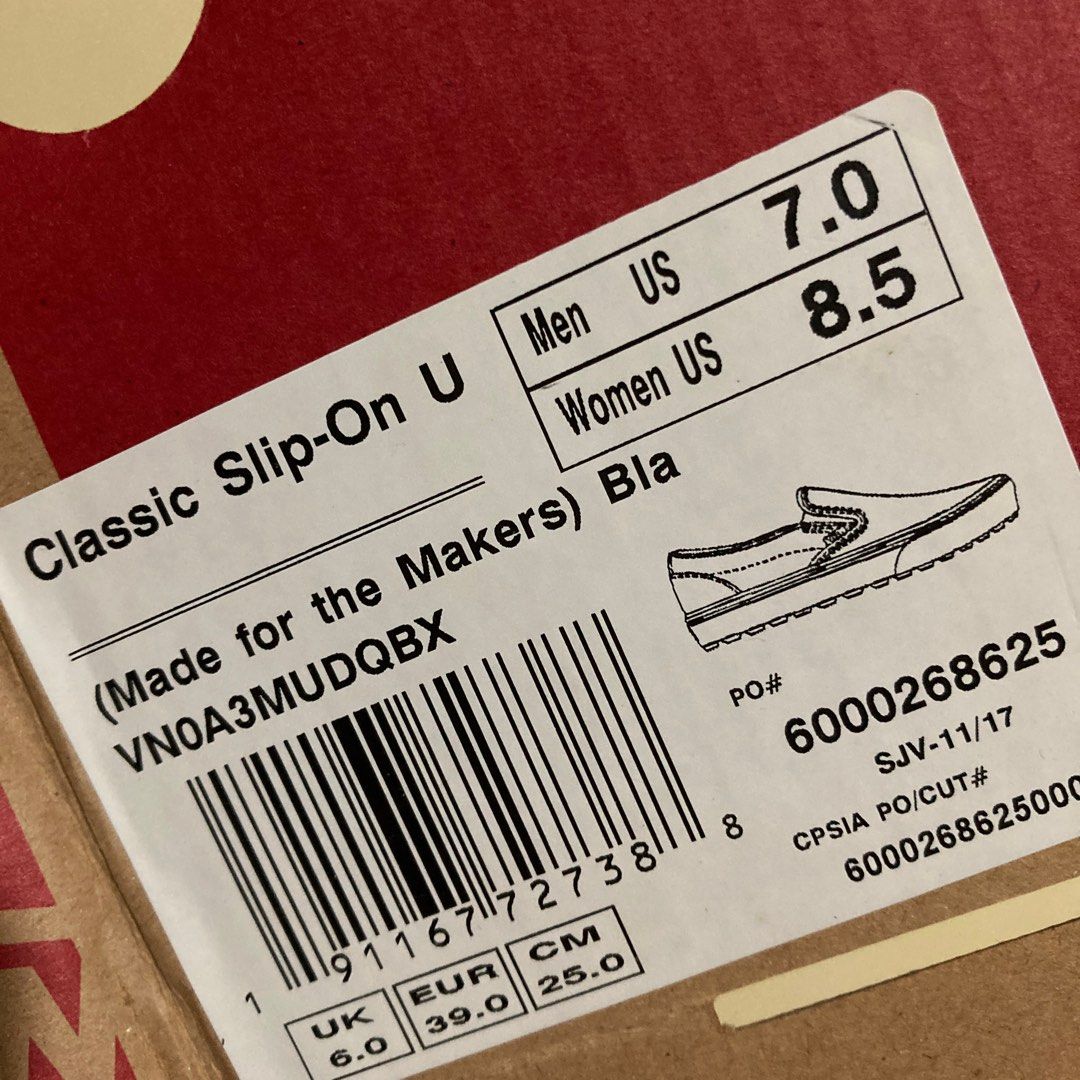 Men US 7.0
Women US 8.5
Classic Slip-On U
(Made for the Makers) Bla
VN0A3MUDQBX
1 91167 72738 8
PO#
6000268625
SJV-11/17
CPSIA PO/CUT#
6000268625000
UK 6.0
EUR 39.0
CM 25.0